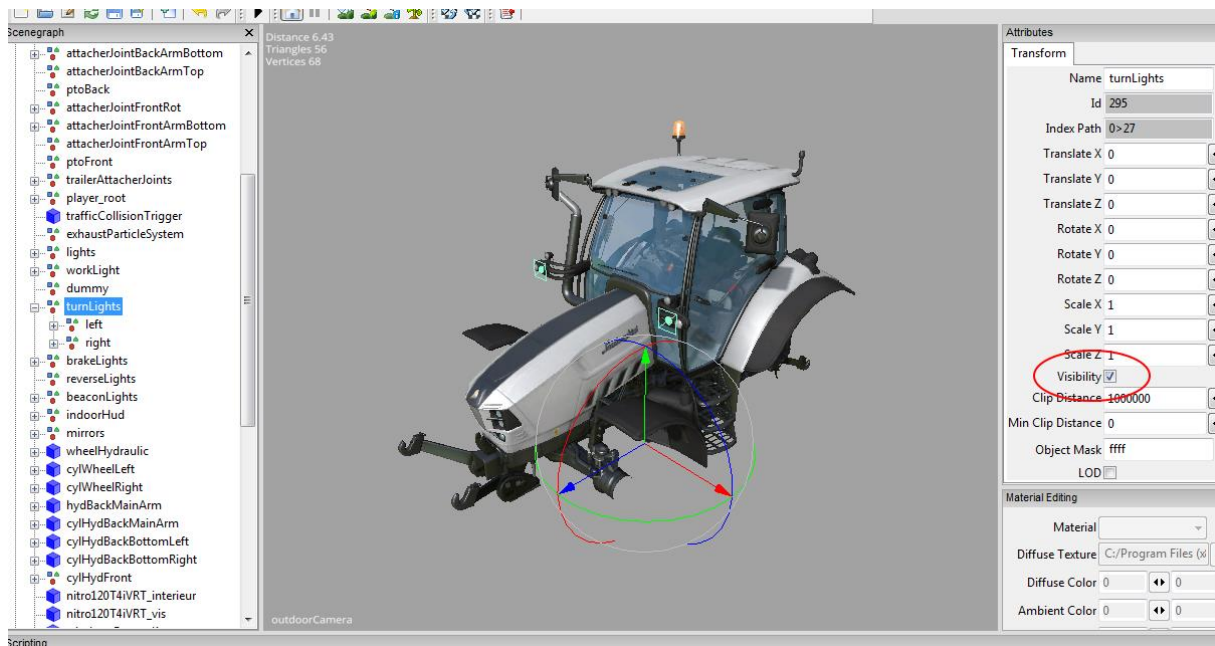 Scenegraph
attacherJointBackArmBottom
attacherJointBackArmTop
ptoBack
attacherJointFrontRot
attacherJointFrontArmBottom
attacherJointFrontArmTop
ptoFront
trailerAttacherJoints
player_root
trafficCollisionTrigger
exhaustParticleSystem
lights
workLight
dummy
turnLights
left
right
brakeLights
reverseLights
beaconLights
indoorHud
mirrors
wheelHydraulic
cylWheelLeft
cylWheelRight
hydBackMainArm
cylHydBackMainArm
cylHydBackBottomLeft
cylHydBackBottomRight
cylHydFront
nitro120T4iVRT_interieur
nitro120T4iVRT_vis
Distance 6.43
Triangles 56
Vertices 68
outdoorCamera
Attributes
Transform
Name turnLights
Id 295
Index Path 0>27
Translate X 0
Translate Y 0
Translate Z 0
Rotate X 0
Rotate Y 0
Rotate Z 0
Scale X 1
Scale Y 1
Scale Z 1
Visibility
Clip Distance 1000000
Min Clip Distance 0
Object Mask ffff
LOD
Material Editing
Material
Diffuse Texture C:/Program Files (x
Diffuse Color 0 0
Ambient Color 0 0
Scripting